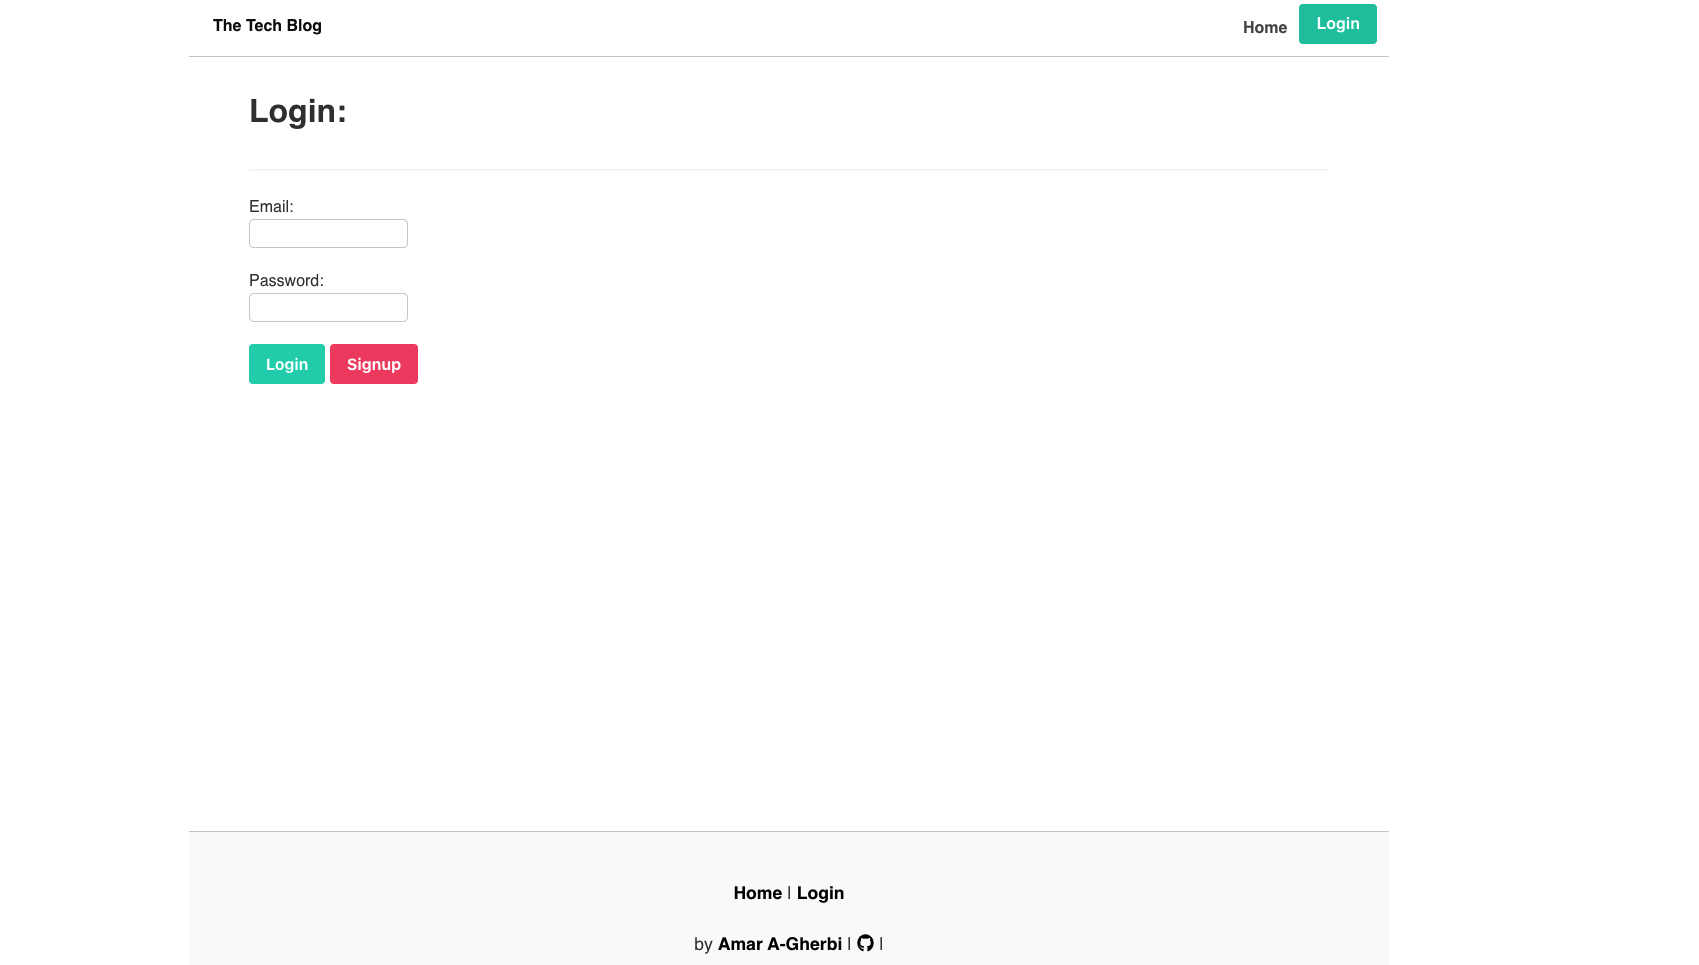 The Tech Blog Home Login
Login:
Email:
Password:
Login Signup
Home | Login
by Amar A-Gherbi | |